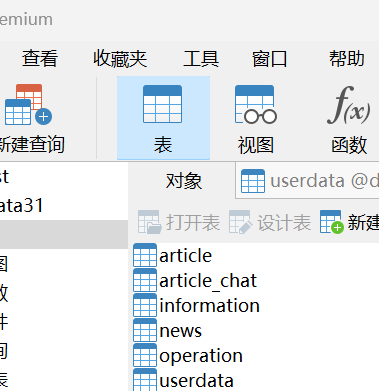 emium
查看 收藏夹 工具 窗口 帮助
新建查询 表 视图 f(x) 函数
st
ata31
对象 userdata @d
打开表 设计表 新建
图
数
件
询
表
article
article_chat
information
news
operation
userdata